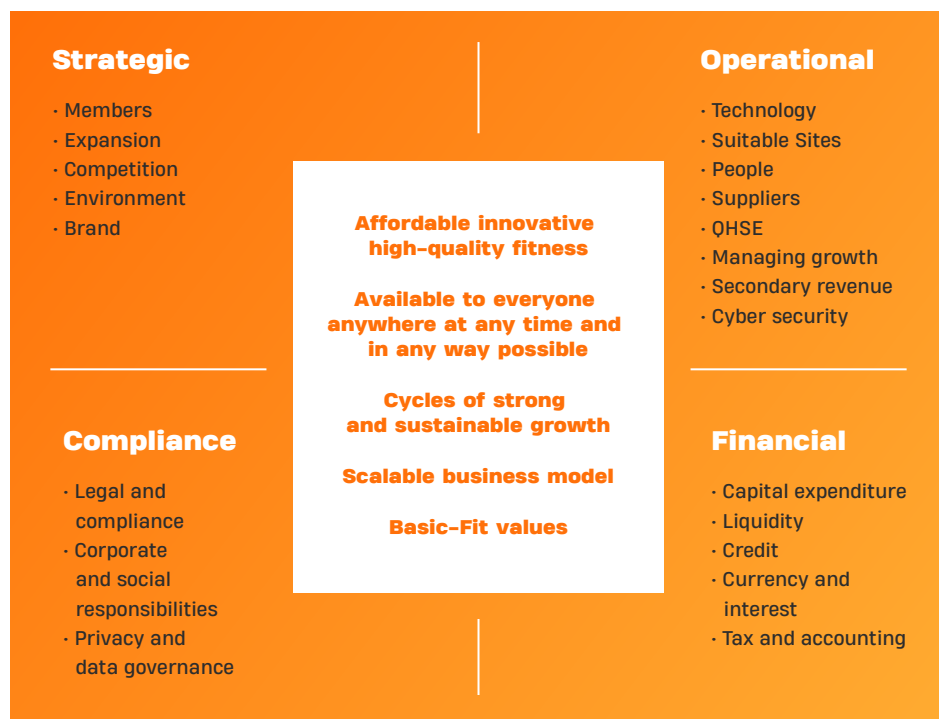 Strategic
· Members
· Expansion
· Competition
· Environment
· Brand
Operational
· Technology
· Suitable Sites
· People
· Suppliers
· QHSE
· Managing growth
· Secondary revenue
· Cyber security
Affordable innovative
high-quality fitness
Available to everyone
anywhere at any time and
in any way possible
Cycles of strong
and sustainable growth
Scalable business model
Basic-Fit values
Compliance
· Legal and
compliance
· Corporate
and social
responsibilities
· Privacy and
data governance
Financial
· Capital expenditure
· Liquidity
· Credit
· Currency and
interest
· Tax and accounting